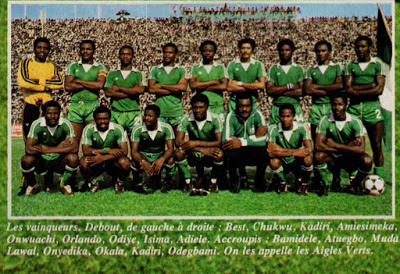 Les vainqueurs. Debout, de gauche à droite : Best, Chukwu, Kadiri, Amiesimeka,
Onwuachi, Orlando, Odiye, Isima, Adiele. Accroupis : Bamidele, Atuegbo, Muda
Lawal, Onyedika, Okala, Kadiri; Odegbami. On les appelle les Aigles Verts.